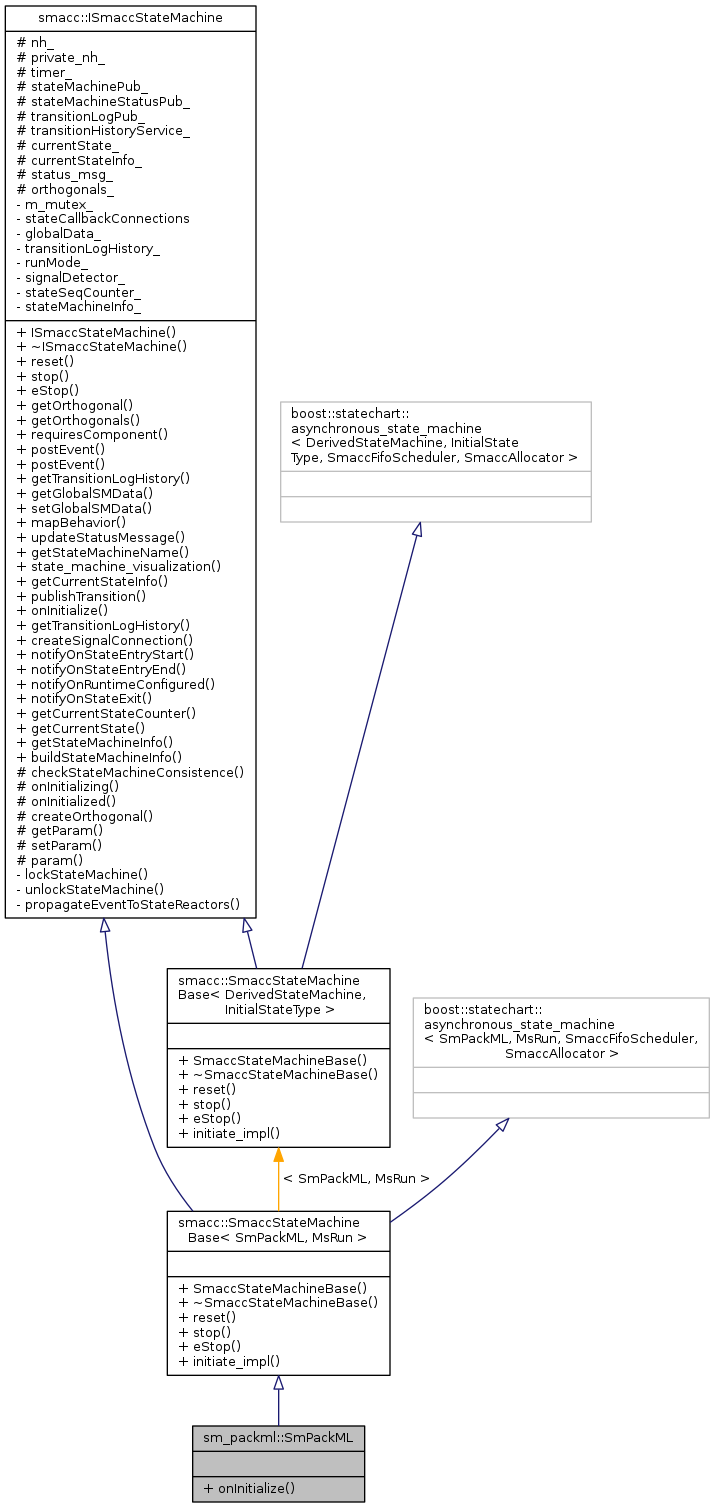 smacc::ISmaccStateMachine
# nh_
# private_nh_
# timer_
# stateMachinePub_
# stateMachineStatusPub_
# transitionLogPub_
# transitionHistoryService_
# currentState_
# currentStateInfo_
# status_msg_
# orthogonals_
- m_mutex_
- stateCallbackConnections
- globalData_
- transitionLogHistory_
- runMode_
- signalDetector_
- stateSeqCounter_
- stateMachineInfo_
+ ISmaccStateMachine()
+ ~ISmaccStateMachine()
+ reset()
+ stop()
+ eStop()
+ getOrthogonal()
+ getOrthogonals()
+ requiresComponent()
+ postEvent()
+ postEvent()
+ getTransitionLogHistory()
+ getGlobalSMData()
+ setGlobalSMData()
+ mapBehavior()
+ updateStatusMessage()
+ getStateMachineName()
+ state_machine_visualization()
+ getCurrentStateInfo()
+ publishTransition()
+ onInitialize()
+ getTransitionLogHistory()
+ createSignalConnection()
+ notifyOnStateEntryStart()
+ notifyOnStateEntryEnd()
+ notifyOnRuntimeConfigured()
+ notifyOnStateExit()
+ getCurrentStateCounter()
+ getCurrentState()
+ getStateMachineInfo()
+ buildStateMachineInfo()
# checkStateMachineConsistence()
# onInitializing()
# onInitialized()
# createOrthogonal()
# getParam()
# setParam()
# param()
- lockStateMachine()
- unlockStateMachine()
- propagateEventToStateReactors()
boost::statechart::
asynchronous_state_machine
< DerivedStateMachine, InitialState
Type, SmaccFifoScheduler, SmaccAllocator >
smacc::SmaccStateMachine
Base< DerivedStateMachine,
InitialStateType >
+ SmaccStateMachineBase()
+ ~SmaccStateMachineBase()
+ reset()
+ stop()
+ eStop()
+ initiate_impl()
boost::statechart::
asynchronous_state_machine
< SmPackML, MsRun, SmaccFifoScheduler,
SmaccAllocator >
< SmPackML, MsRun >
smacc::SmaccStateMachine
Base< SmPackML, MsRun >
+ SmaccStateMachineBase()
+ ~SmaccStateMachineBase()
+ reset()
+ stop()
+ eStop()
+ initiate_impl()
sm_packml::SmPackML
+ onInitialize()